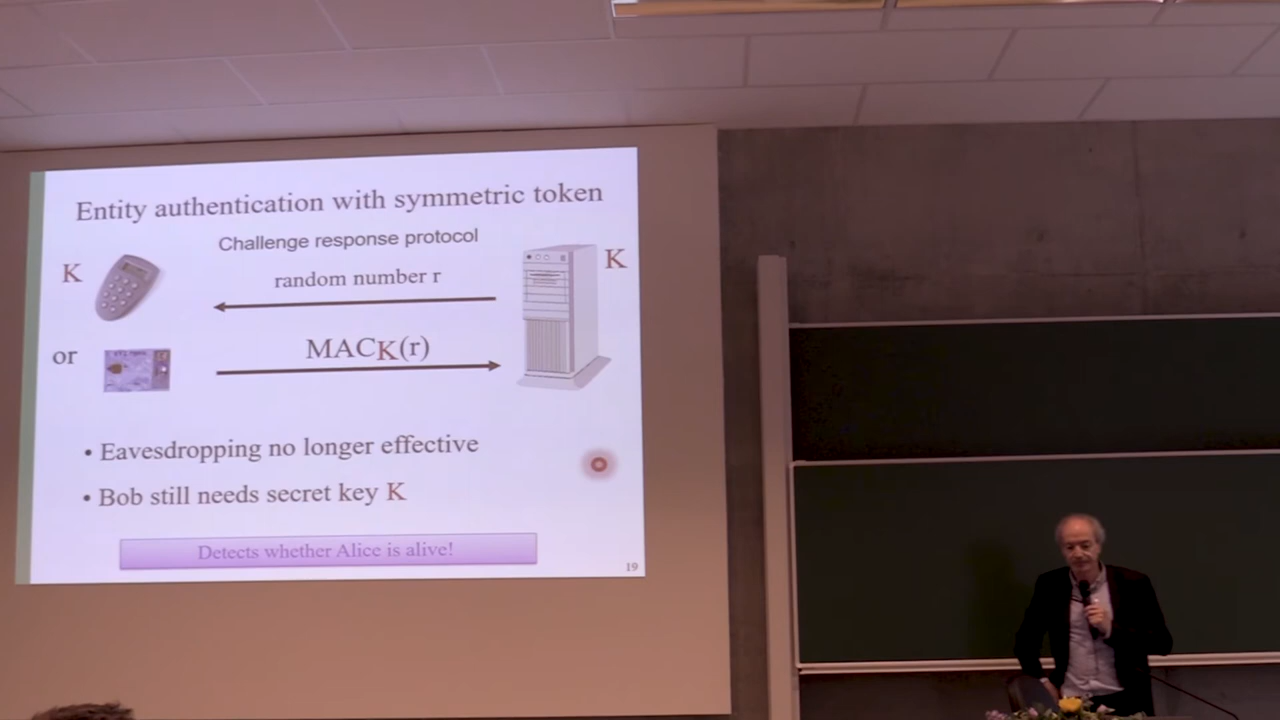 Entity authentication with symmetric token
Challenge response protocol
K
random number r
K
or
MACK(r)
• Eavesdropping no longer effective
• Bob still needs secret key K
Detects whether Alice is alive!
19